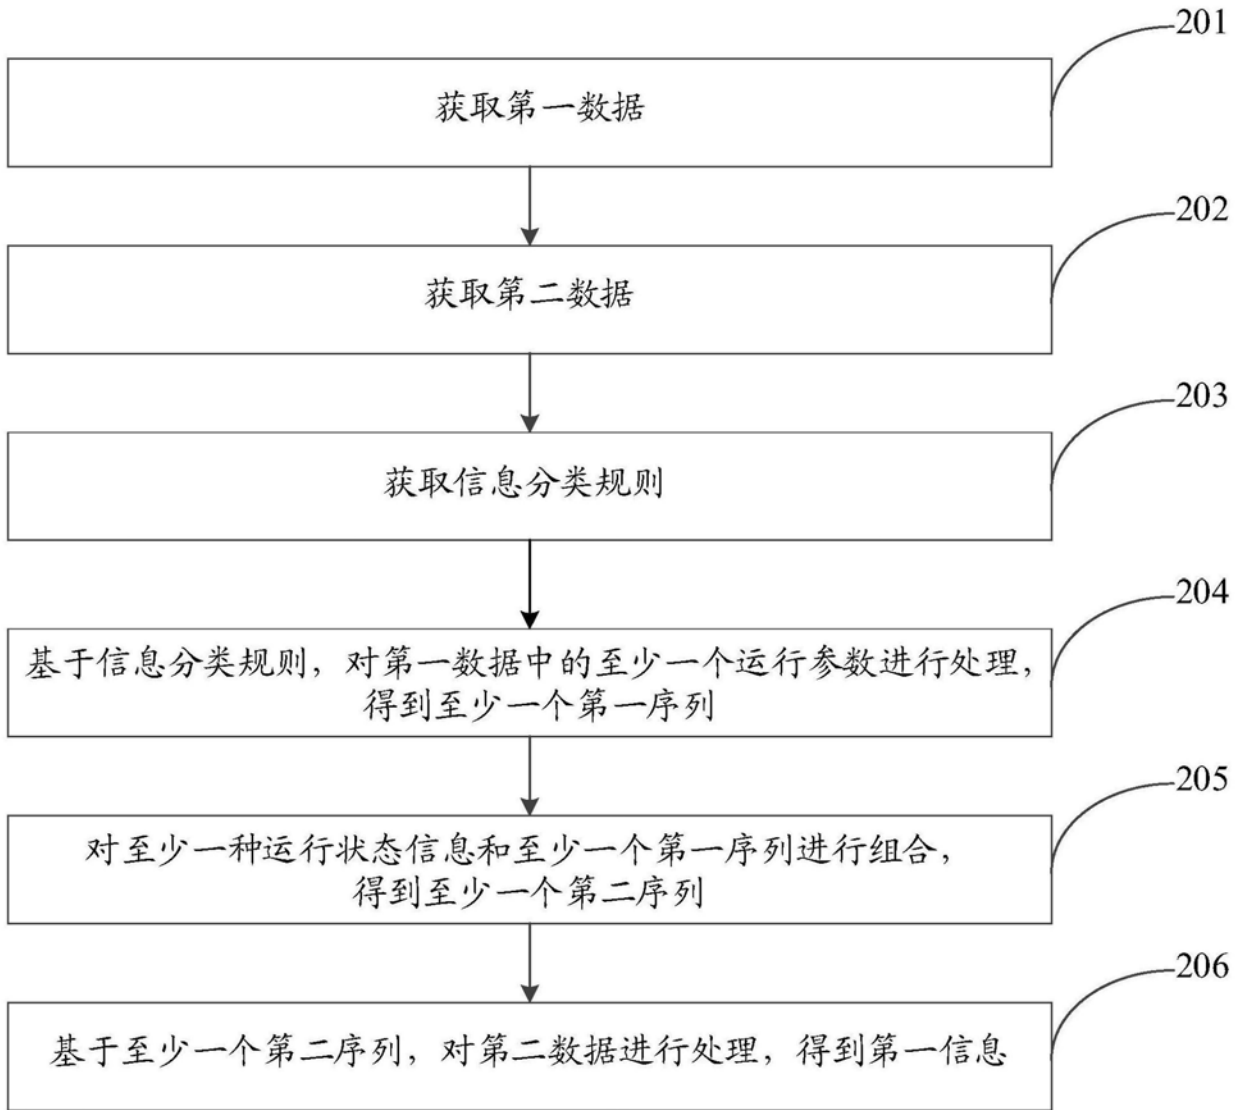 201
获取第一数据
202
获取第二数据
203
获取信息分类规则
204
基于信息分类规则，对第一数据中的至少一个运行参数进行处理，
得到至少一个第一序列
205
对至少一种运行状态信息和至少一个第一序列进行组合，
得到至少一个第二序列
206
基于至少一个第二序列，对第二数据进行处理，得到第一信息